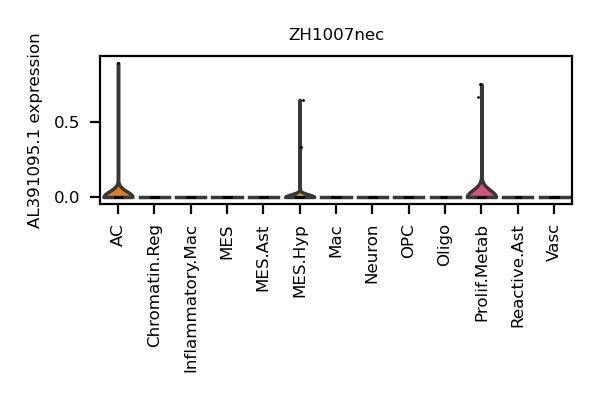 ZH1007nec
AL391095.1 expression
0.5
0.0
AC
Chromatin.Reg
Inflammatory.Mac
MES
MES.Ast
MES.Hyp
Mac
Neuron
OPC
Oligo
Prolif.Metab
Reactive.Ast
Vasc